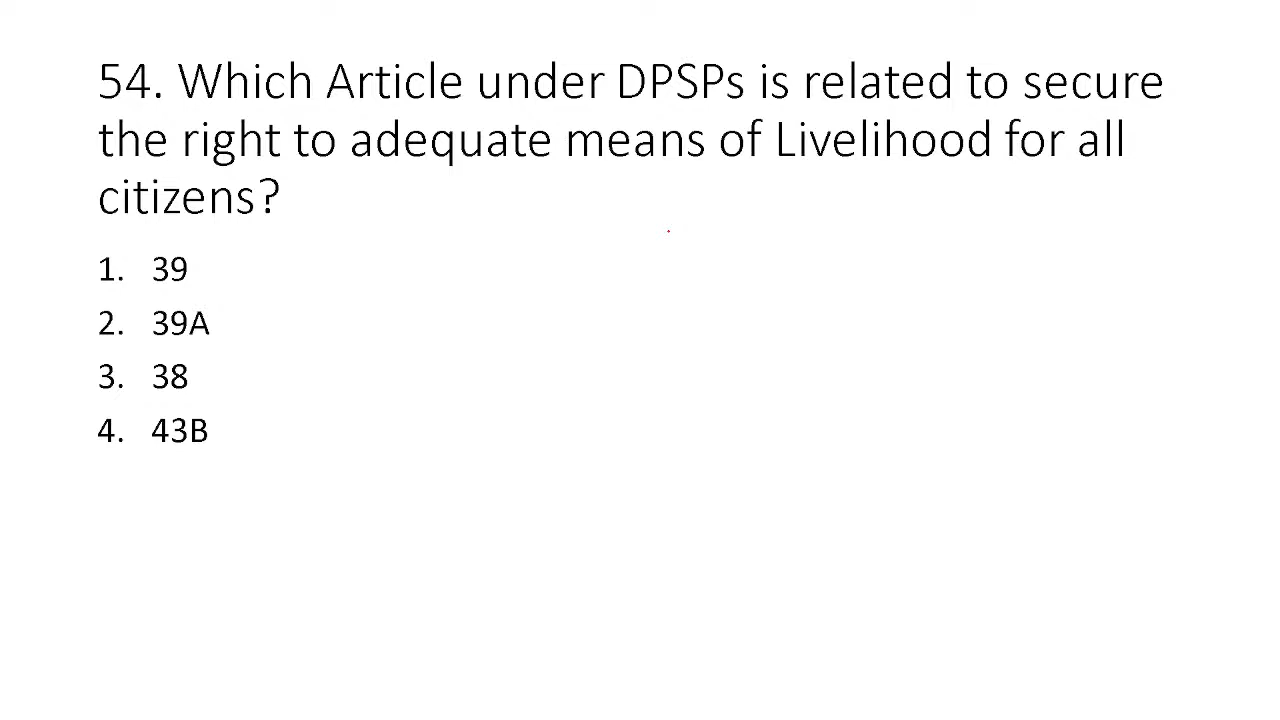 54. Which Article under DPSPs is related to secure
the right to adequate means of Livelihood for all
citizens?
1. 39
2. 39A
3. 38
4. 43B